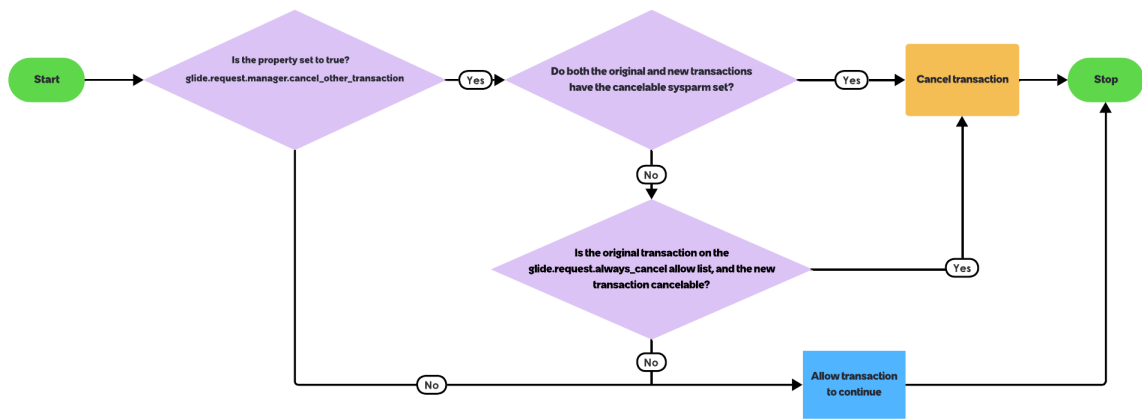 Start
Is the property set to true?
glide.request.manager.cancel_other_transaction
Yes
Do both the original and new transactions
have the cancelable sysparm set?
Yes
Cancel transaction
Stop
No
Is the original transaction on the
glide.request.always_cancel allow list, and the new
transaction cancelable?
Yes
No
No
Allow transaction
to continue